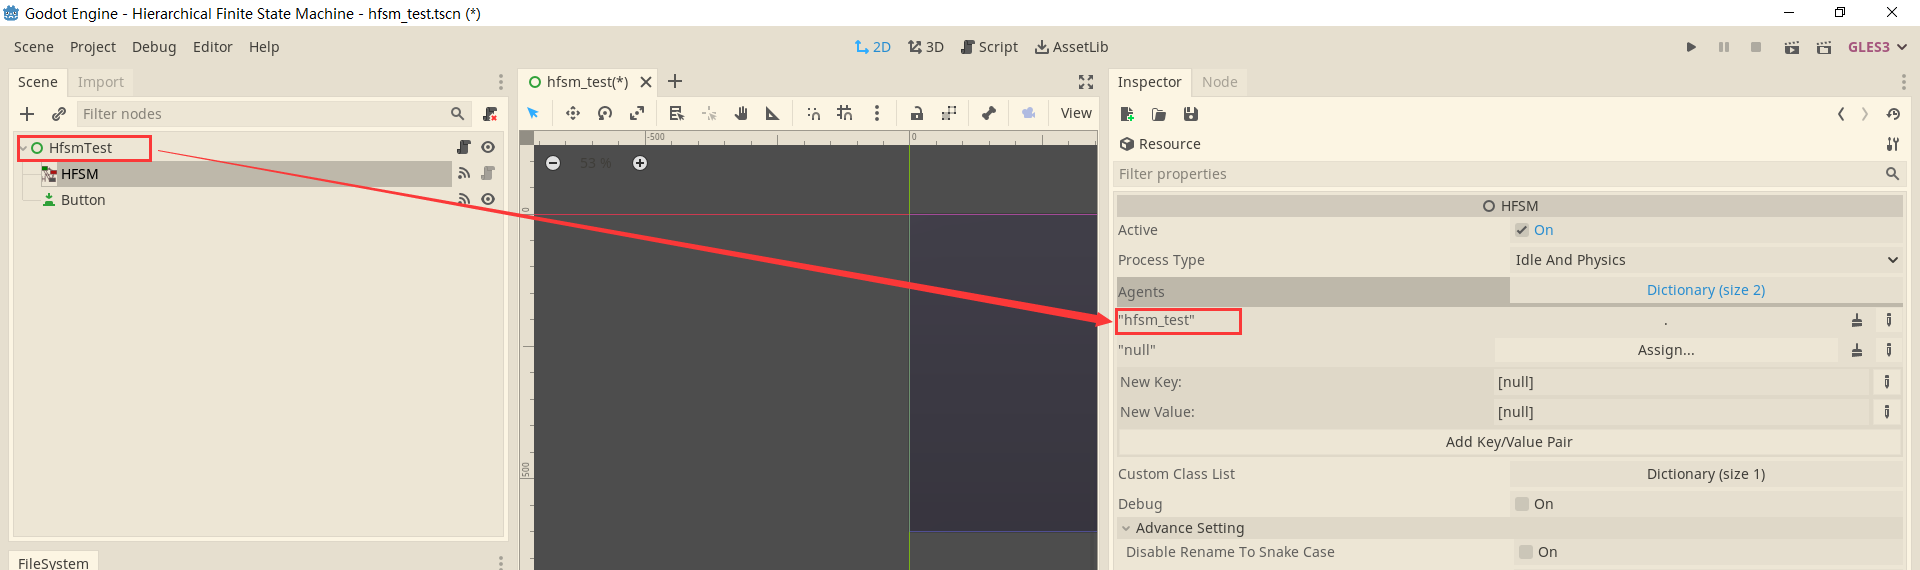 Godot Engine - Hierarchical Finite State Machine - hfsm_test.tscn (*)
Scene Project Debug Editor Help
2D 3D Script AssetLib
GLES3
Scene Import
Filter nodes
HfsmTest
HFSM
Button
FileSystem
hfsm_test(*)
View
-500
0
53 %
0
500
Inspector Node
Resource
Filter properties
HFSM
Active On
Process Type Idle And Physics
Agents Dictionary (size 2)
"hfsm_test" .
"null" Assign...
New Key: [null]
New Value: [null]
Add Key/Value Pair
Custom Class List Dictionary (size 1)
Debug On
Advance Setting
Disable Rename To Snake Case On